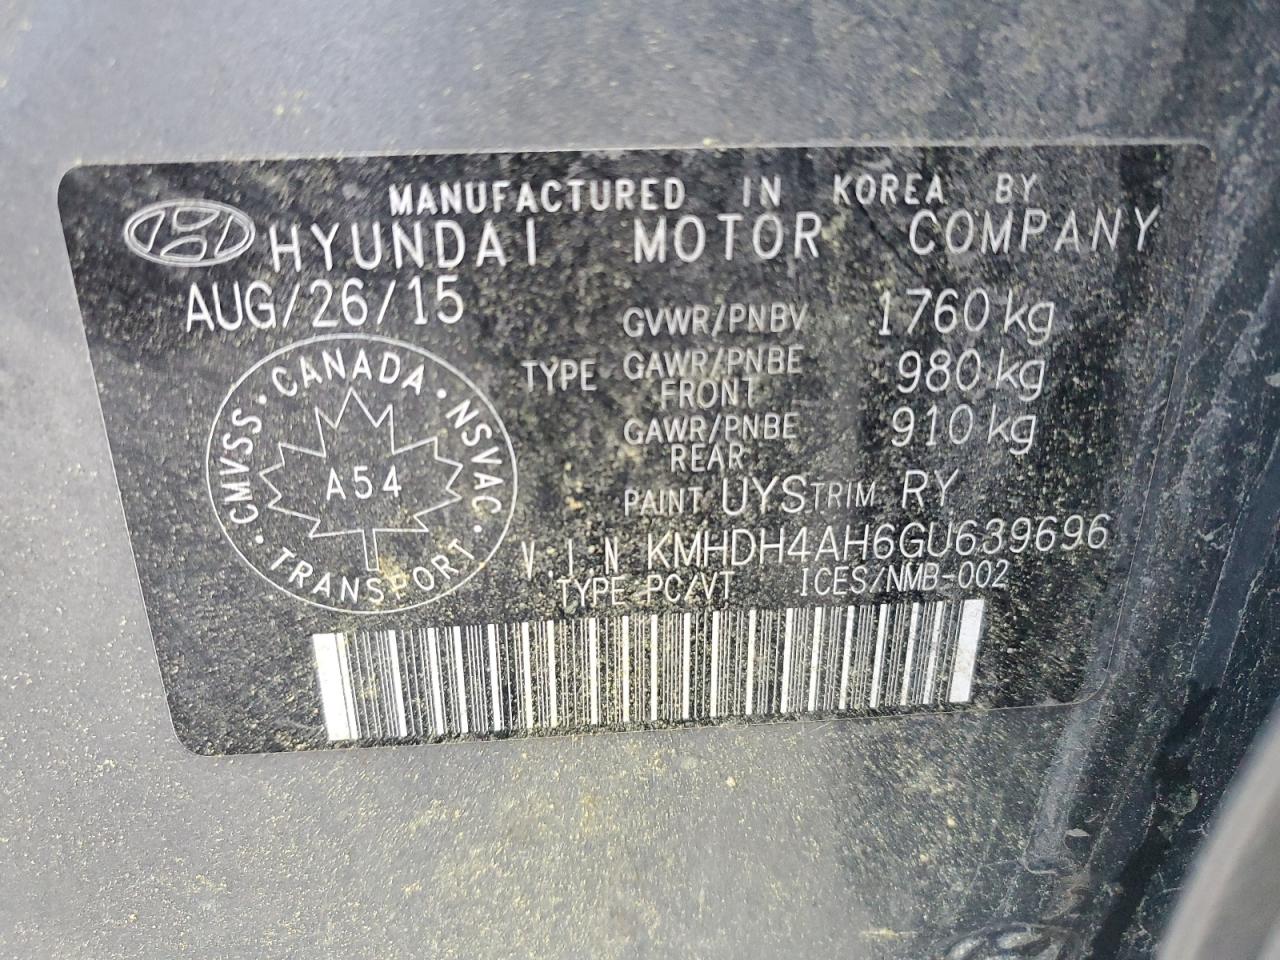 MANUFACTURED IN KOREA BY
HYUNDAI MOTOR COMPANY
AUG/26/15
GVWR/PNBV 1760 kg
TYPE GAWR/PNBE FRONT 980 kg
GAWR/PNBE REAR 910 kg
PAINT UYS TRIM RY
V.I.N KMHDH4AH6GU639696
TYPE PC/VT ICES/NMB-002
CMVSS · CANADA · NSVAC · TRANSPORT ·
A54